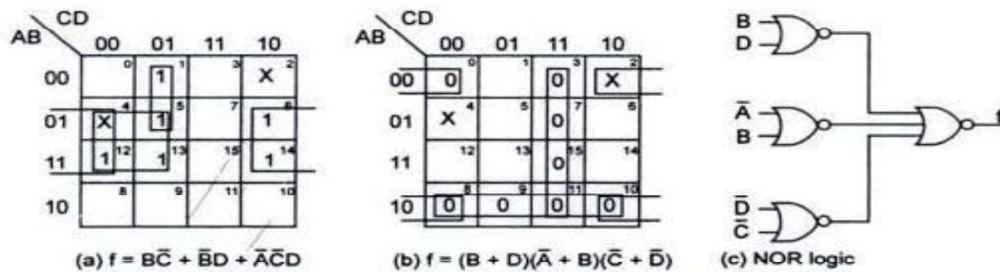 CD
AB 00 01 11 10
0 1 3 2
00 1 X
4 5 7 6
01 X 1 1
12 13 15 14
11 1 1 1
8 9 11 10
10
(a) f = BC̅ + B̅D + A̅C̅D
CD
AB 00 01 11 10
0 1 3 2
00 0 0 X
4 5 7 6
01 X 0
12 13 15 14
11 0
8 9 11 10
10 0 0 0 0
(b) f = (B + D)(A̅ + B)(C̅ + D̅)
B
D
A̅
B
D̅
C̅
f
(c) NOR logic